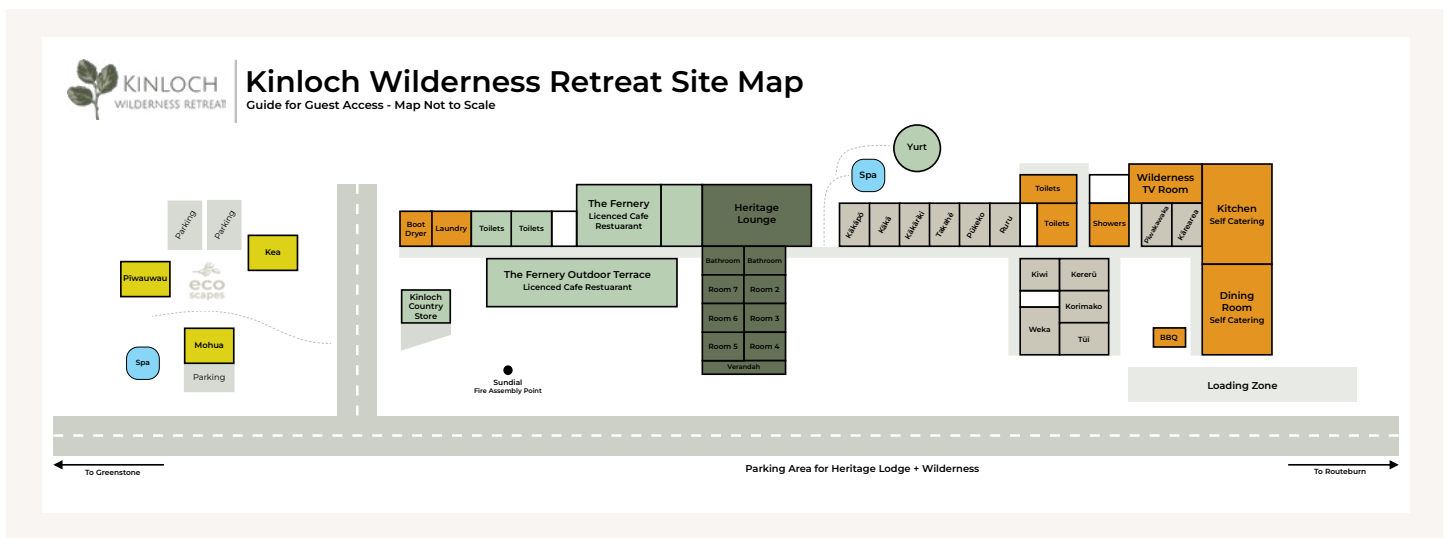 KINLOCH
WILDERNESS RETREAT
Kinloch Wilderness Retreat Site Map
Guide for Guest Access - Map Not to Scale
Parking
Parking
Kea
Piwauwau
eco
scapes
Mohua
Parking
Spa
Boot
Dryer
Laundry
Toilets
Toilets
The Fernery
Licenced Cafe
Restuarant
Heritage
Lounge
The Fernery Outdoor Terrace
Licenced Cafe Restuarant
Kinloch
Country
Store
Sundial
Fire Assembly Point
Bathroom
Bathroom
Room 7
Room 2
Room 6
Room 3
Room 5
Room 4
Verandah
Yurt
Spa
Kākāpō
Kākā
Kākāriki
Takahē
Pūkeko
Ruru
Toilets
Toilets
Showers
Wilderness
TV Room
Piwakawaka
Kārearea
Kitchen
Self Catering
Kiwi
Kererū
Korimako
Weka
Tūī
BBQ
Dining
Room
Self Catering
Loading Zone
To Greenstone
Parking Area for Heritage Lodge + Wilderness
To Routeburn